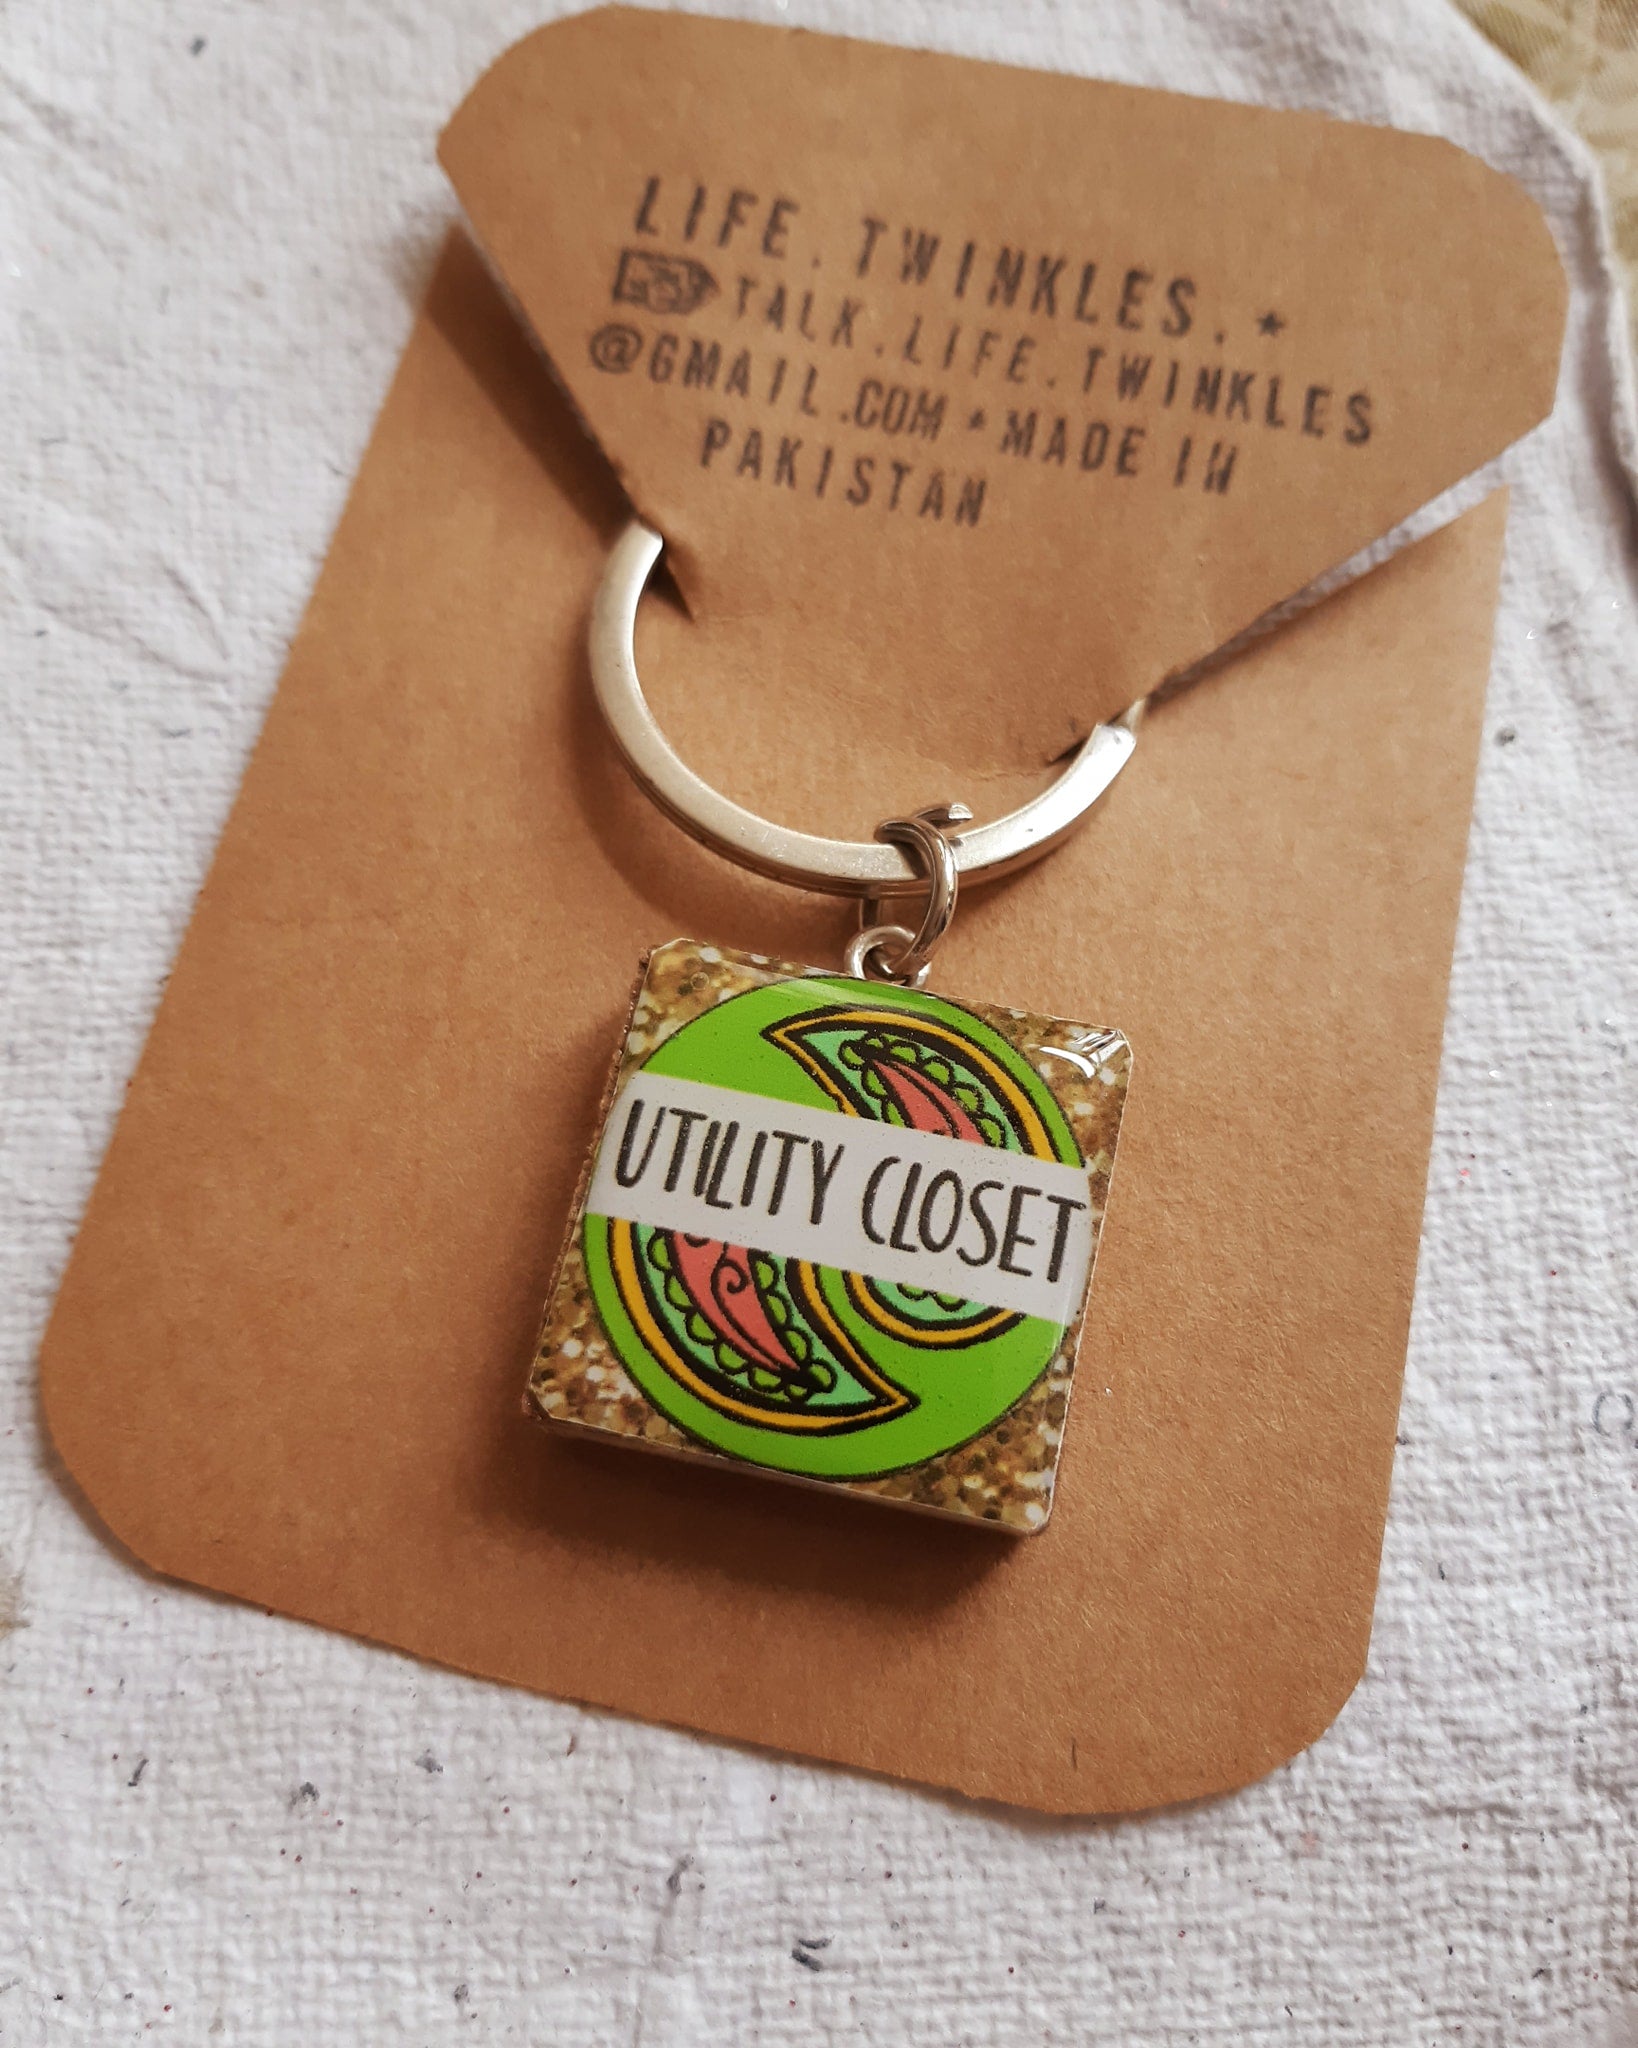 LIFE.TWINKLES.★
TALK.LIFE.TWINKLES
@GMAIL.COM★MADE IN
PAKISTAN
UTILITY CLOSET